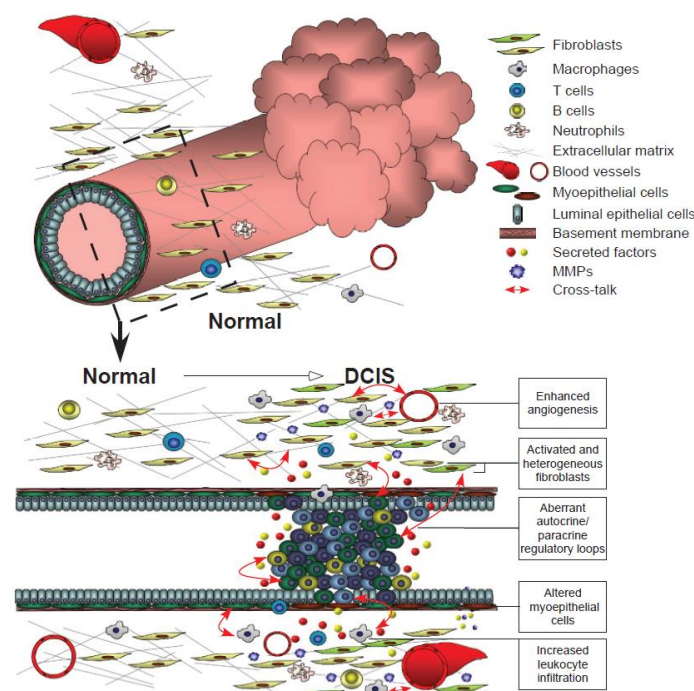 Fibroblasts
Macrophages
T cells
B cells
Neutrophils
Extracellular matrix
Blood vessels
Myoepithelial cells
Luminal epithelial cells
Basement membrane
Secreted factors
MMPs
Cross-talk
Normal
Normal
DCIS
Enhanced
angiogenesis
Activated and
heterogeneous
fibroblasts
Aberrant
autocrine/
paracrine
regulatory loops
Altered
myoepithelial
cells
Increased
leukocyte
infiltration